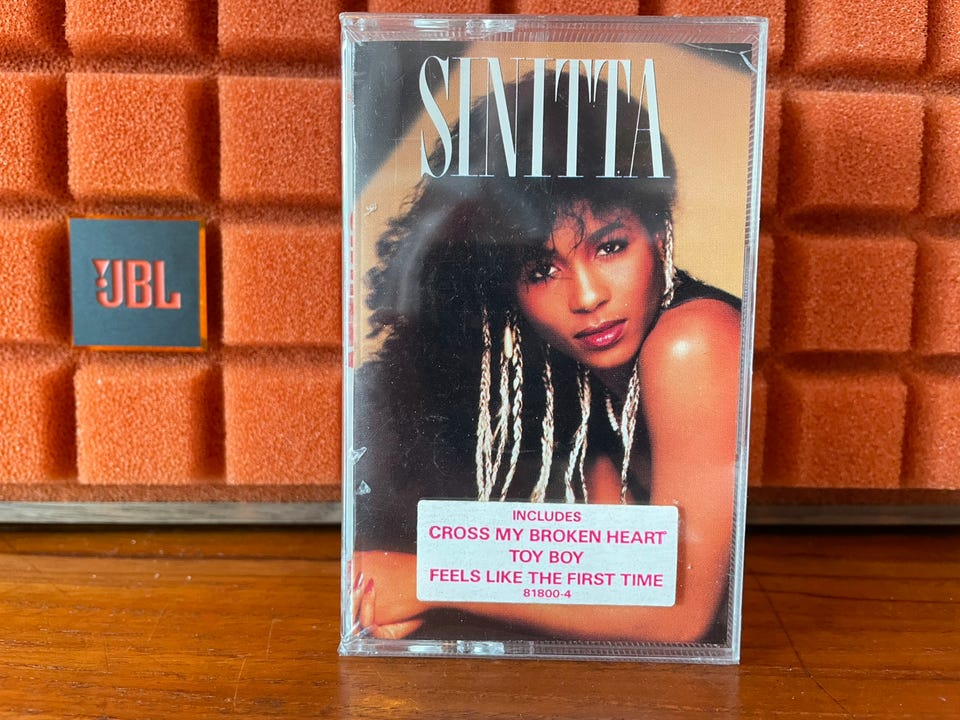 SINITTA
JBL
INCLUDES
CROSS MY BROKEN HEART
TOY BOY
FEELS LIKE THE FIRST TIME
81800-4